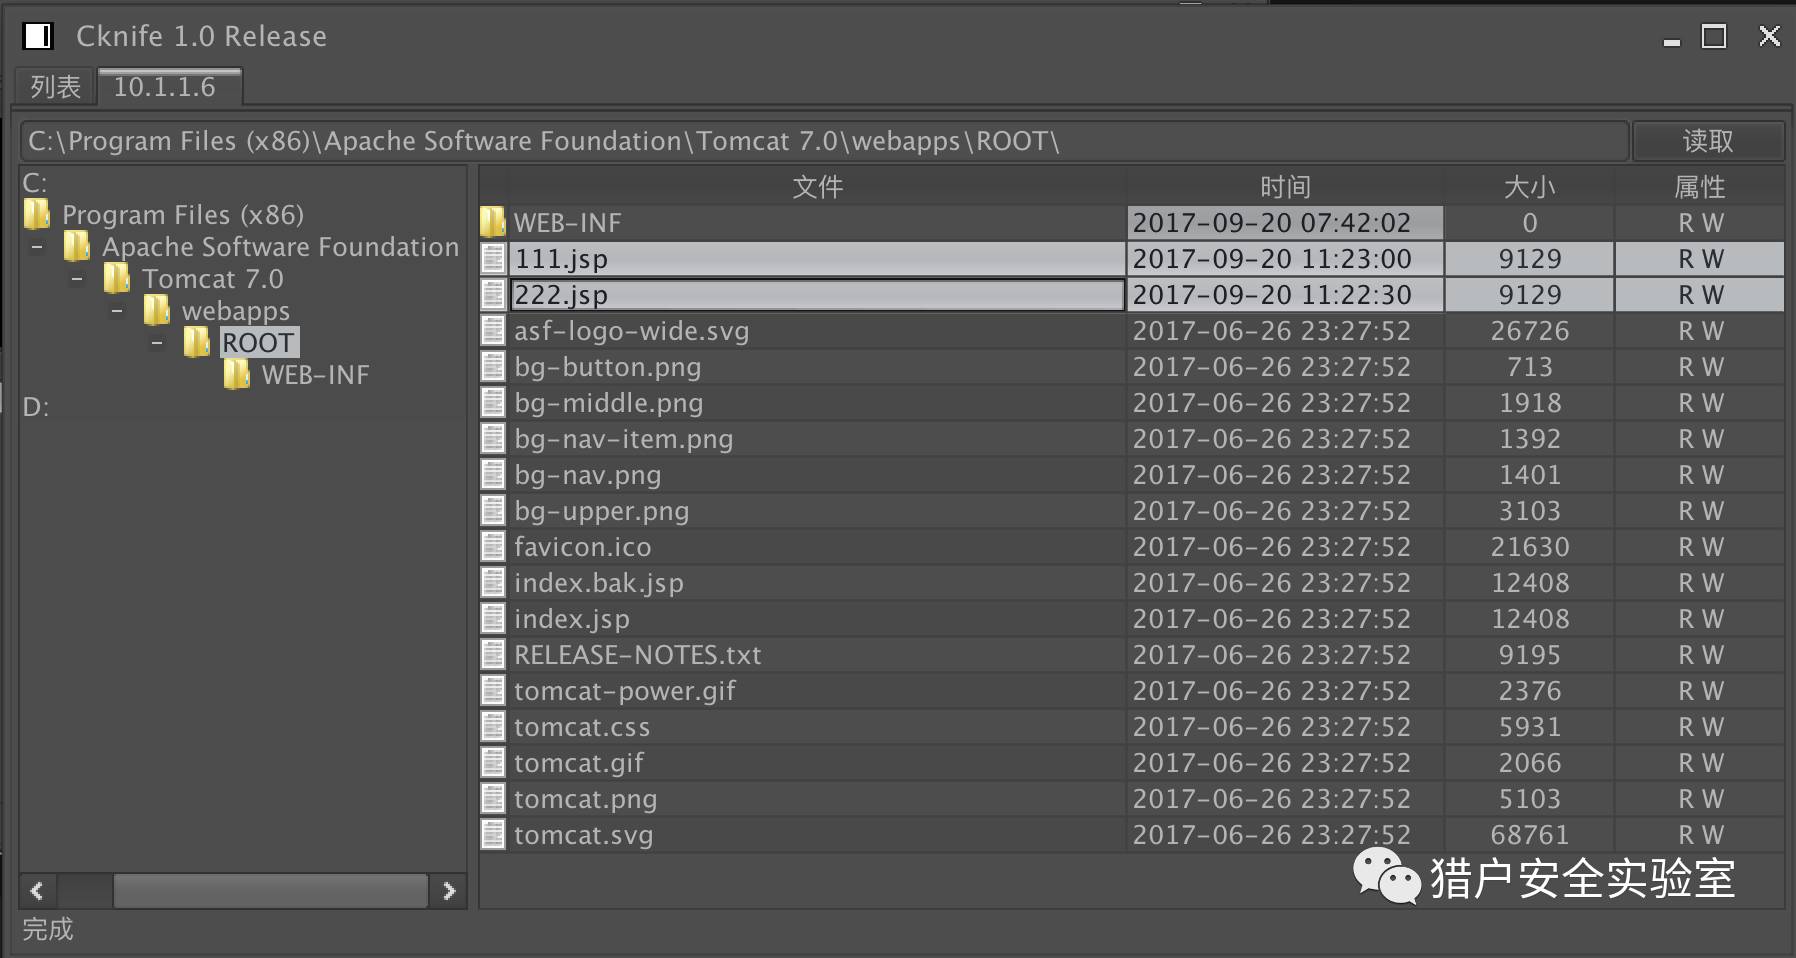 Cknife 1.0 Release
列表 10.1.1.6
C:\Program Files (x86)\Apache Software Foundation\Tomcat 7.0\webapps\ROOT\ 读取
C:
Program Files (x86)
Apache Software Foundation
Tomcat 7.0
webapps
ROOT
WEB-INF
D:
文件 时间 大小 属性
WEB-INF 2017-09-20 07:42:02 0 R W
111.jsp 2017-09-20 11:23:00 9129 R W
222.jsp 2017-09-20 11:22:30 9129 R W
asf-logo-wide.svg 2017-06-26 23:27:52 26726 R W
bg-button.png 2017-06-26 23:27:52 713 R W
bg-middle.png 2017-06-26 23:27:52 1918 R W
bg-nav-item.png 2017-06-26 23:27:52 1392 R W
bg-nav.png 2017-06-26 23:27:52 1401 R W
bg-upper.png 2017-06-26 23:27:52 3103 R W
favicon.ico 2017-06-26 23:27:52 21630 R W
index.bak.jsp 2017-06-26 23:27:52 12408 R W
index.jsp 2017-06-26 23:27:52 12408 R W
RELEASE-NOTES.txt 2017-06-26 23:27:52 9195 R W
tomcat-power.gif 2017-06-26 23:27:52 2376 R W
tomcat.css 2017-06-26 23:27:52 5931 R W
tomcat.gif 2017-06-26 23:27:52 2066 R W
tomcat.png 2017-06-26 23:27:52 5103 R W
tomcat.svg 2017-06-26 23:27:52 68761 R W
猎户安全实验室
完成